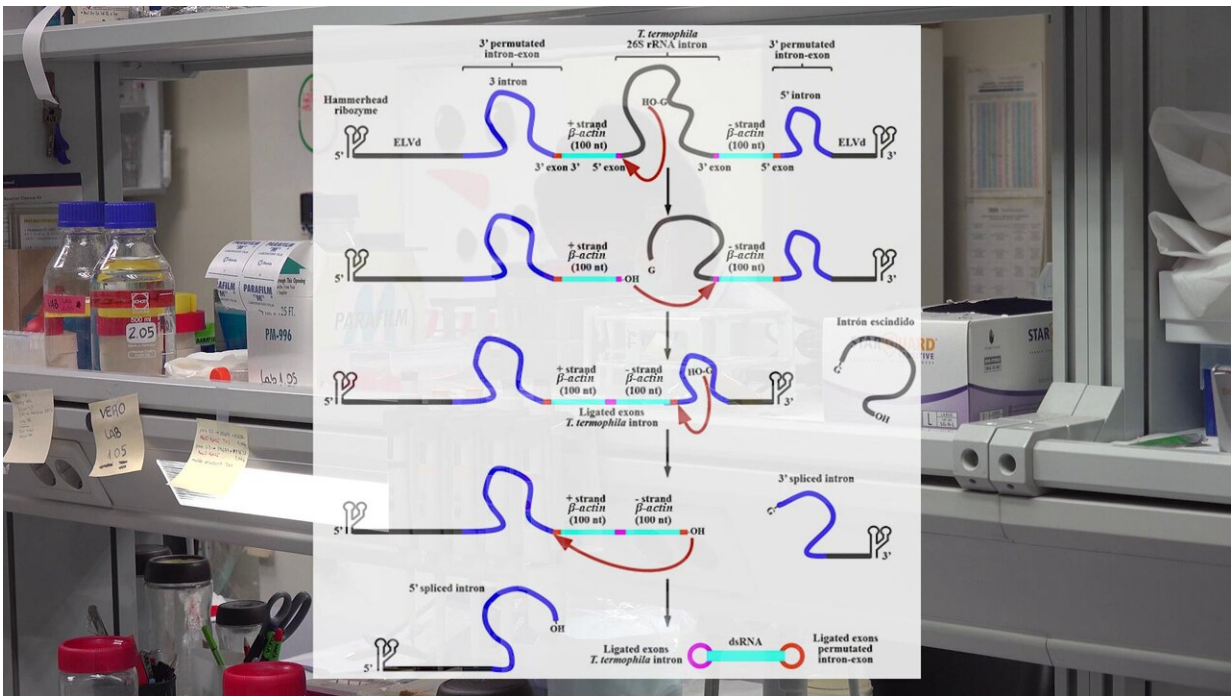 T. termophila
26S rRNA intron
3' permutated
intron-exon
3' permutated
intron-exon
3 intron
5' intron
Hammerhead
ribozyme
HO-G
+ strand
β-actin
(100 nt)
- strand
β-actin
(100 nt)
ELVd
ELVd
5'
3'
3' exon 3'
5' exon
3' exon
5' exon
+ strand
β-actin
(100 nt)
- strand
β-actin
(100 nt)
G
5'
OH
3'
+ strand
β-actin
(100 nt)
- strand
β-actin
(100 nt)
HO-G
5'
3'
Ligated exons
T. termophila intron
Intrón escindido
G
OH
+ strand
β-actin
(100 nt)
- strand
β-actin
(100 nt)
5'
OH
3' spliced intron
G
3'
5' spliced intron
OH
5'
Ligated exons
T. termophila intron
dsRNA
Ligated exons
permutated
intron-exon
PARAFILM
PARAFILM
PARAFILM
PM-996
Lab 1.05
2.05
VERO
LAB
105
STAR
L